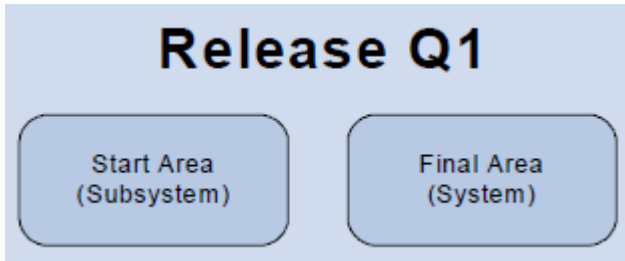 Release Q1
Start Area
(Subsystem)
Final Area
(System)